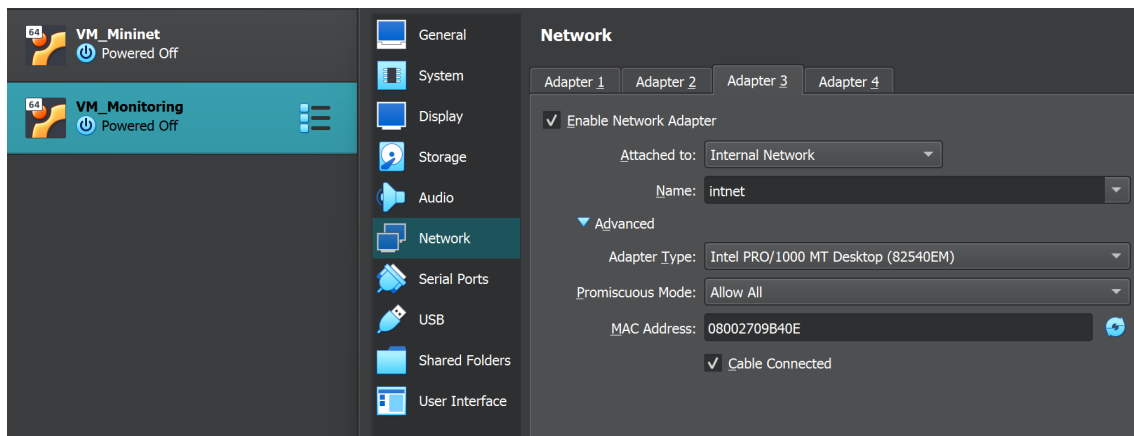 64
VM_Mininet
Powered Off
64
VM_Monitoring
Powered Off
General
System
Display
Storage
Audio
Network
Serial Ports
USB
Shared Folders
User Interface
Network
Adapter 1 Adapter 2 Adapter 3 Adapter 4
Enable Network Adapter
Attached to: Internal Network
Name: intnet
Advanced
Adapter Type: Intel PRO/1000 MT Desktop (82540EM)
Promiscuous Mode: Allow All
MAC Address: 08002709B40E
Cable Connected